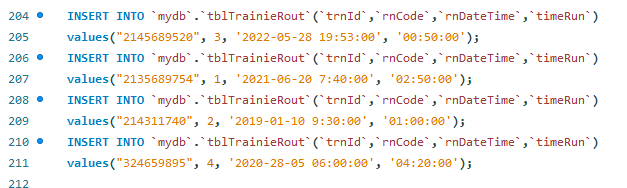 204 INSERT INTO `mydb`.`tblTrainieRout`(`trnId`,`rnCode`,`rnDateTime`,`timeRun`)
205 values("2145689520", 3, '2022-05-28 19:53:00', '00:50:00');
206 INSERT INTO `mydb`.`tblTrainieRout`(`trnId`,`rnCode`,`rnDateTime`,`timeRun`)
207 values("2135689754", 1, '2021-06-20 7:40:00', '02:50:00');
208 INSERT INTO `mydb`.`tblTrainieRout`(`trnId`,`rnCode`,`rnDateTime`,`timeRun`)
209 values("214311740", 2, '2019-01-10 9:30:00', '01:00:00');
210 INSERT INTO `mydb`.`tblTrainieRout`(`trnId`,`rnCode`,`rnDateTime`,`timeRun`)
211 values("324659895", 4, '2020-28-05 06:00:00', '04:20:00');
212